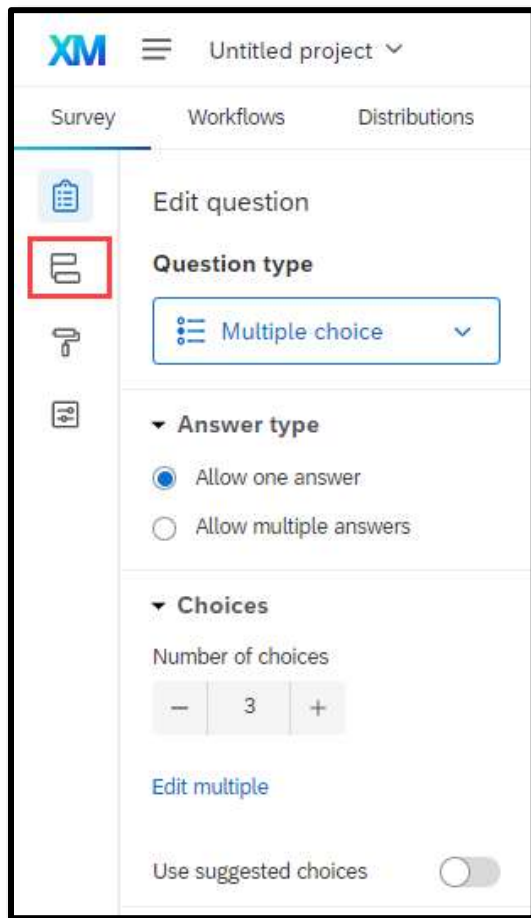 XM Untitled project
Survey Workflows Distributions
Edit question
Question type
Multiple choice
Answer type
Allow one answer
Allow multiple answers
Choices
Number of choices
− 3 +
Edit multiple
Use suggested choices